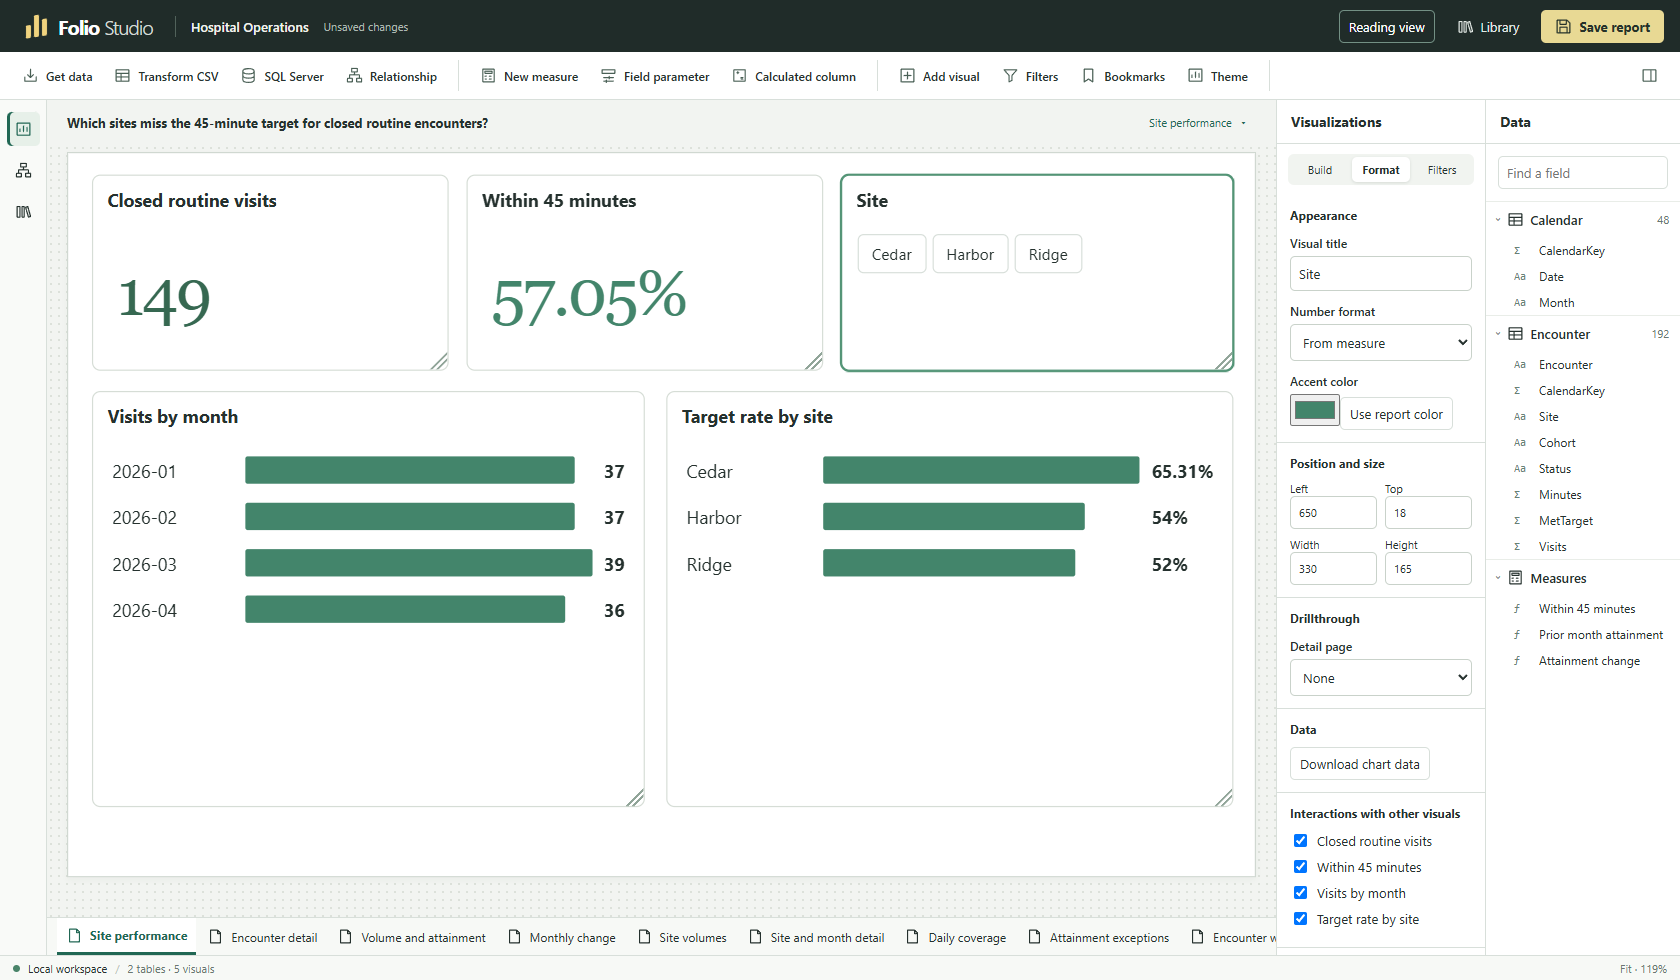 Folio Studio
Hospital Operations
Unsaved changes
Reading view
Library
Save report
Get data
Transform CSV
SQL Server
Relationship
New measure
Field parameter
Calculated column
Add visual
Filters
Bookmarks
Theme
Which sites miss the 45-minute target for closed routine encounters?
Site performance
Closed routine visits
149
Within 45 minutes
57.05%
Site
Cedar
Harbor
Ridge
Visits by month
2026-01 37
2026-02 37
2026-03 39
2026-04 36
Target rate by site
Cedar 65.31%
Harbor 54%
Ridge 52%
Visualizations
Build
Format
Filters
Appearance
Visual title
Site
Number format
From measure
Accent color
Use report color
Position and size
Left Top
650 18
Width Height
330 165
Drillthrough
Detail page
None
Data
Download chart data
Interactions with other visuals
Closed routine visits
Within 45 minutes
Visits by month
Target rate by site
Data
Find a field
Calendar 48
Σ CalendarKey
Aa Date
Aa Month
Encounter 192
Aa Encounter
Σ CalendarKey
Aa Site
Aa Cohort
Aa Status
Σ Minutes
Σ MetTarget
Σ Visits
Measures
f Within 45 minutes
f Prior month attainment
f Attainment change
Site performance
Encounter detail
Volume and attainment
Monthly change
Site volumes
Site and month detail
Daily coverage
Attainment exceptions
Encounter
Local workspace / 2 tables · 5 visuals
Fit · 119%